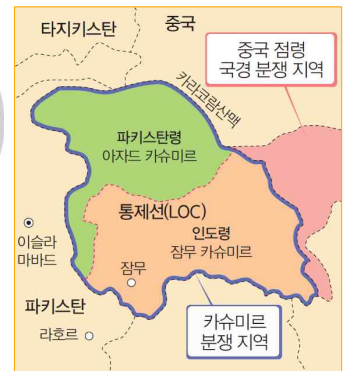 타지키스탄
중국
중국 점령
국경 분쟁 지역
카라코람산맥
파키스탄령
아자드 카슈미르
통제선(LOC)
인도령
잠무 카슈미르
이슬라
마바드
잠무
파키스탄
라호르
카슈미르
분쟁 지역